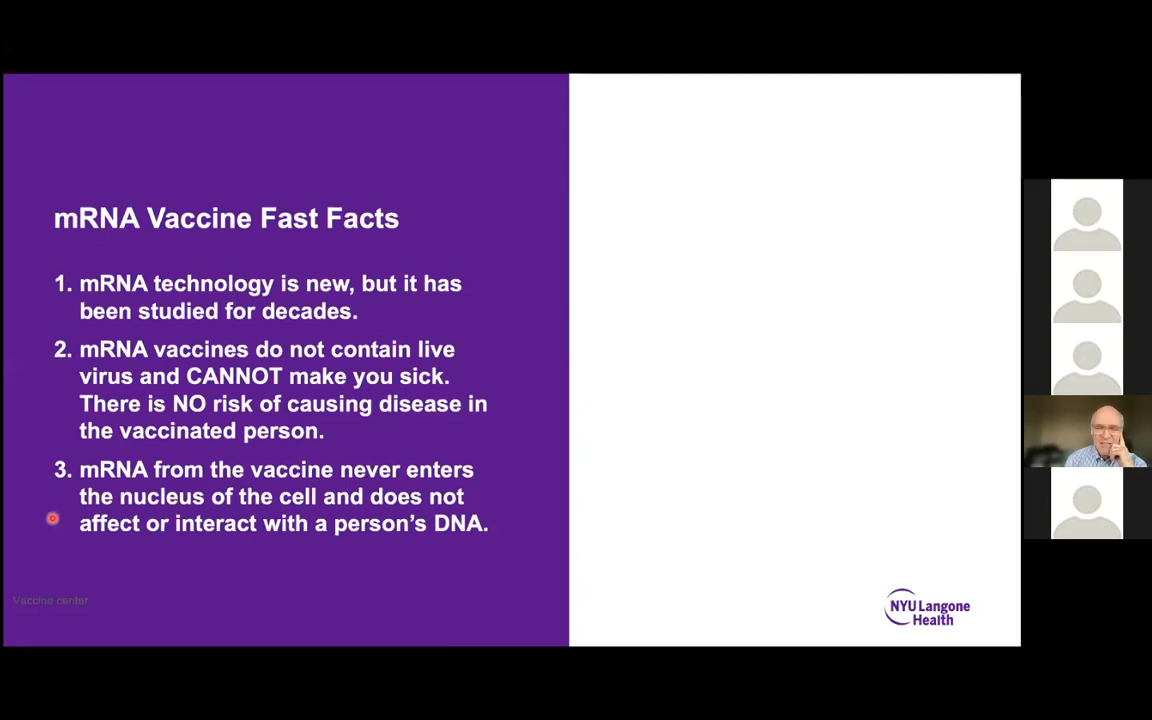 mRNA Vaccine Fast Facts
1. mRNA technology is new, but it has
been studied for decades.
2. mRNA vaccines do not contain live
virus and CANNOT make you sick.
There is NO risk of causing disease in
the vaccinated person.
3. mRNA from the vaccine never enters
the nucleus of the cell and does not
affect or interact with a person’s DNA.
Vaccine center
NYU Langone
Health